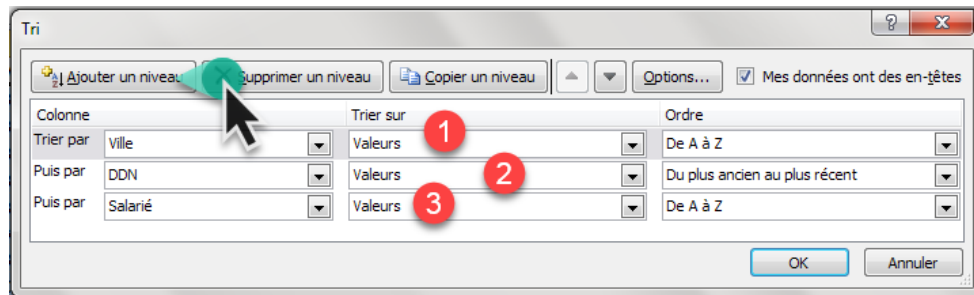 Tri
Ajouter un niveau Supprimer un niveau Copier un niveau Options... Mes données ont des en-têtes
Colonne Trier sur Ordre
Trier par Ville Valeurs 1 De A à Z
Puis par DDN Valeurs 2 Du plus ancien au plus récent
Puis par Salarié Valeurs 3 De A à Z
OK Annuler